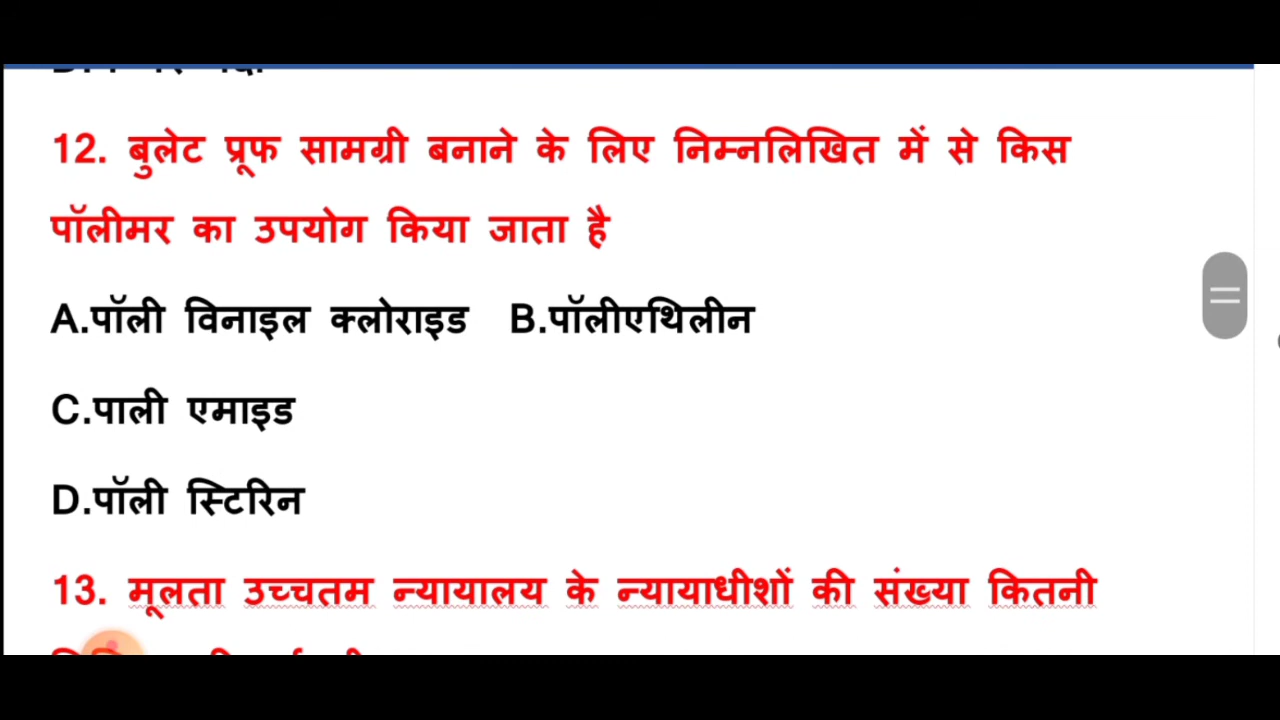 12. बुलेट प्रूफ सामग्री बनाने के लिए निम्नलिखित में से किस
पॉलीमर का उपयोग किया जाता है
A.पॉली विनाइल क्लोराइड B.पॉलीएथिलीन
C.पाली एमाइड
D.पॉली स्टिरिन
13. मूलता उच्चतम न्यायालय के न्यायाधीशों की संख्या कितनी